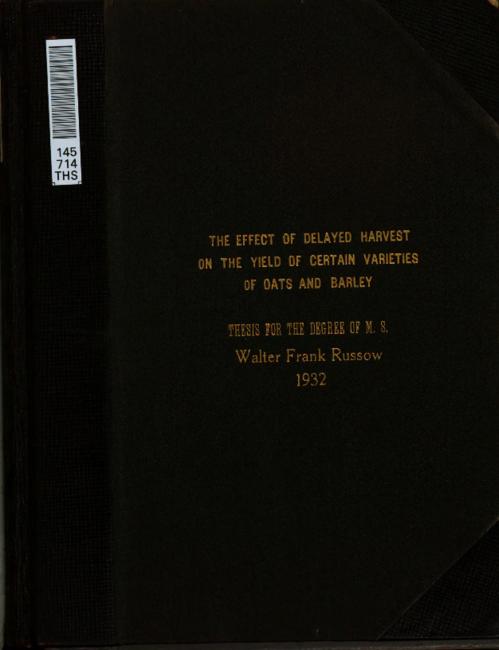 145
714
THS
THE EFFECT OF DELAYED HARVEST
ON THE YIELD OF CERTAIN VARIETIES
OF OATS AND BARLEY
THESIS FOR THE DEGREE OF M. S.
Walter Frank Russow
1932